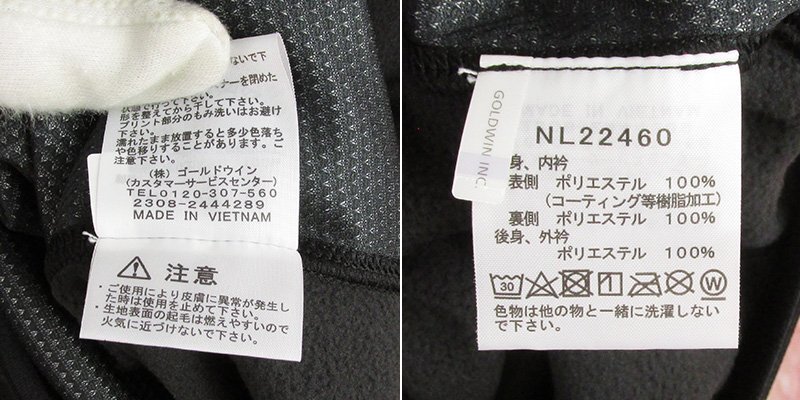 ないで下
ナーを閉めた
状態で行って下さい。
形を整えてから干して下さい。
プリント部分のもみ洗いはお避け
下さい。
濡れたまま放置すると多少色落ち
や色移りすることがあります。ご
注意下さい。
(株) ゴールドウイン
(カスタマーサービスセンター)
TEL0120-307-560
2308-2444289
MADE IN VIETNAM
注意
・ご使用により皮膚に異常が発生し
た時は使用を止めて下さい。
・生地表面の起毛は燃えやすいので
火気に近づけないで下さい。
GOLDWIN INC.
NL22460
身、内衿
表側 ポリエステル 100%
(コーティング等樹脂加工)
裏側 ポリエステル 100%
後身、外衿
ポリエステル 100%
30
W
色物は他の物と一緒に洗濯しない
で下さい。